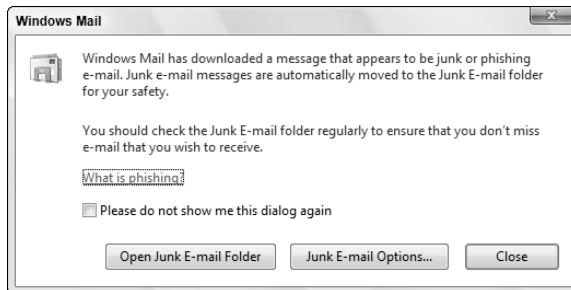 Windows Mail
Windows Mail has downloaded a message that appears to be junk or phishing
e-mail. Junk e-mail messages are automatically moved to the Junk E-mail folder
for your safety.
You should check the Junk E-mail folder regularly to ensure that you don't miss
e-mail that you wish to receive.
What is phishing?
Please do not show me this dialog again
Open Junk E-mail Folder Junk E-mail Options... Close